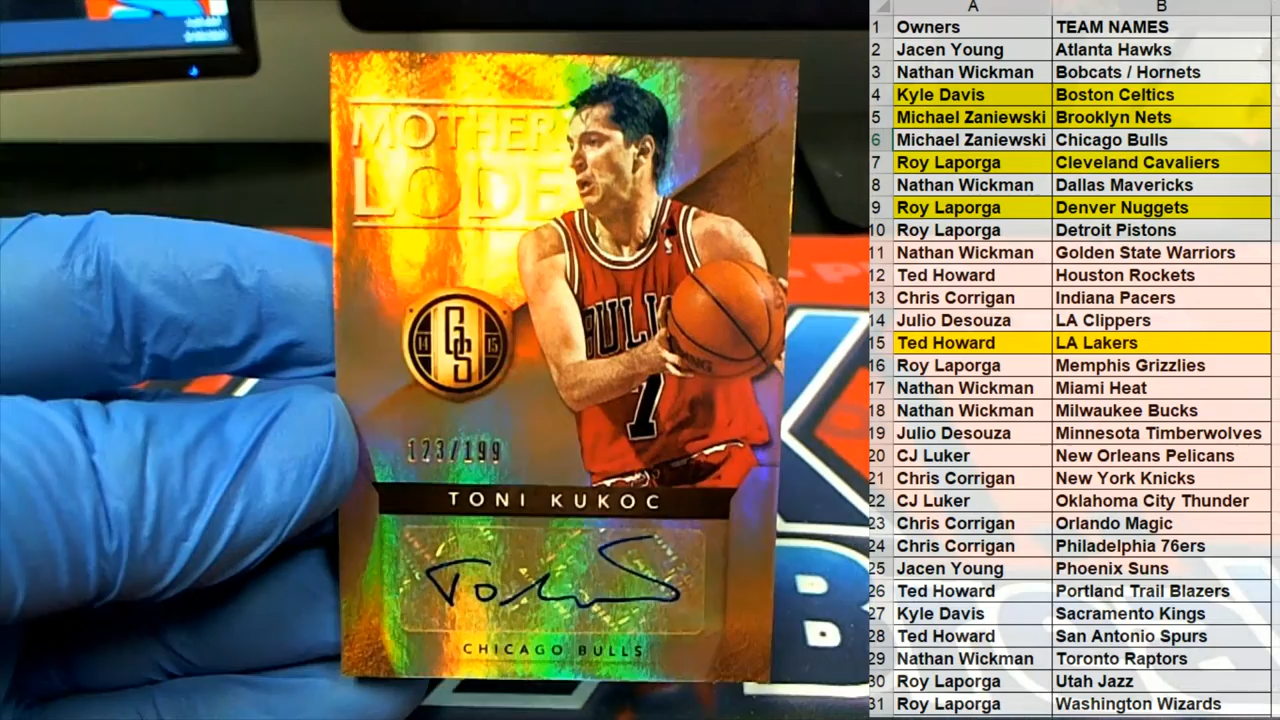 MOTHER
LODE
14 GS 15
BULL
7
123/199
TONI KUKOC
CHICAGO BULLS
A B
1 Owners TEAM NAMES
2 Jacen Young Atlanta Hawks
3 Nathan Wickman Bobcats / Hornets
4 Kyle Davis Boston Celtics
5 Michael Zaniewski Brooklyn Nets
6 Michael Zaniewski Chicago Bulls
7 Roy Laporga Cleveland Cavaliers
8 Nathan Wickman Dallas Mavericks
9 Roy Laporga Denver Nuggets
10 Roy Laporga Detroit Pistons
11 Nathan Wickman Golden State Warriors
12 Ted Howard Houston Rockets
13 Chris Corrigan Indiana Pacers
14 Julio Desouza LA Clippers
15 Ted Howard LA Lakers
16 Roy Laporga Memphis Grizzlies
17 Nathan Wickman Miami Heat
18 Nathan Wickman Milwaukee Bucks
19 Julio Desouza Minnesota Timberwolves
20 CJ Luker New Orleans Pelicans
21 Chris Corrigan New York Knicks
22 CJ Luker Oklahoma City Thunder
23 Chris Corrigan Orlando Magic
24 Chris Corrigan Philadelphia 76ers
25 Jacen Young Phoenix Suns
26 Ted Howard Portland Trail Blazers
27 Kyle Davis Sacramento Kings
28 Ted Howard San Antonio Spurs
29 Nathan Wickman Toronto Raptors
30 Roy Laporga Utah Jazz
31 Roy Laporga Washington Wizards